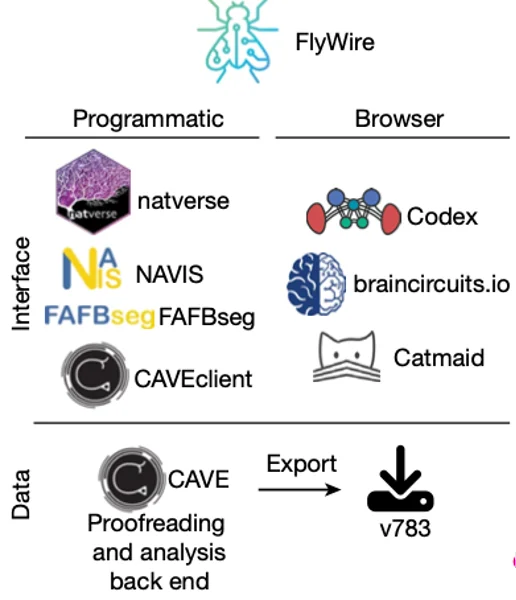 FlyWire
Programmatic
Browser
Interface
natverse
natverse
NAVIS
NAVIS
FAFBseg
FAFBseg
CAVEclient
Codex
braincircuits.io
Catmaid
Data
CAVE
Proofreading
and analysis
back end
Export
v783